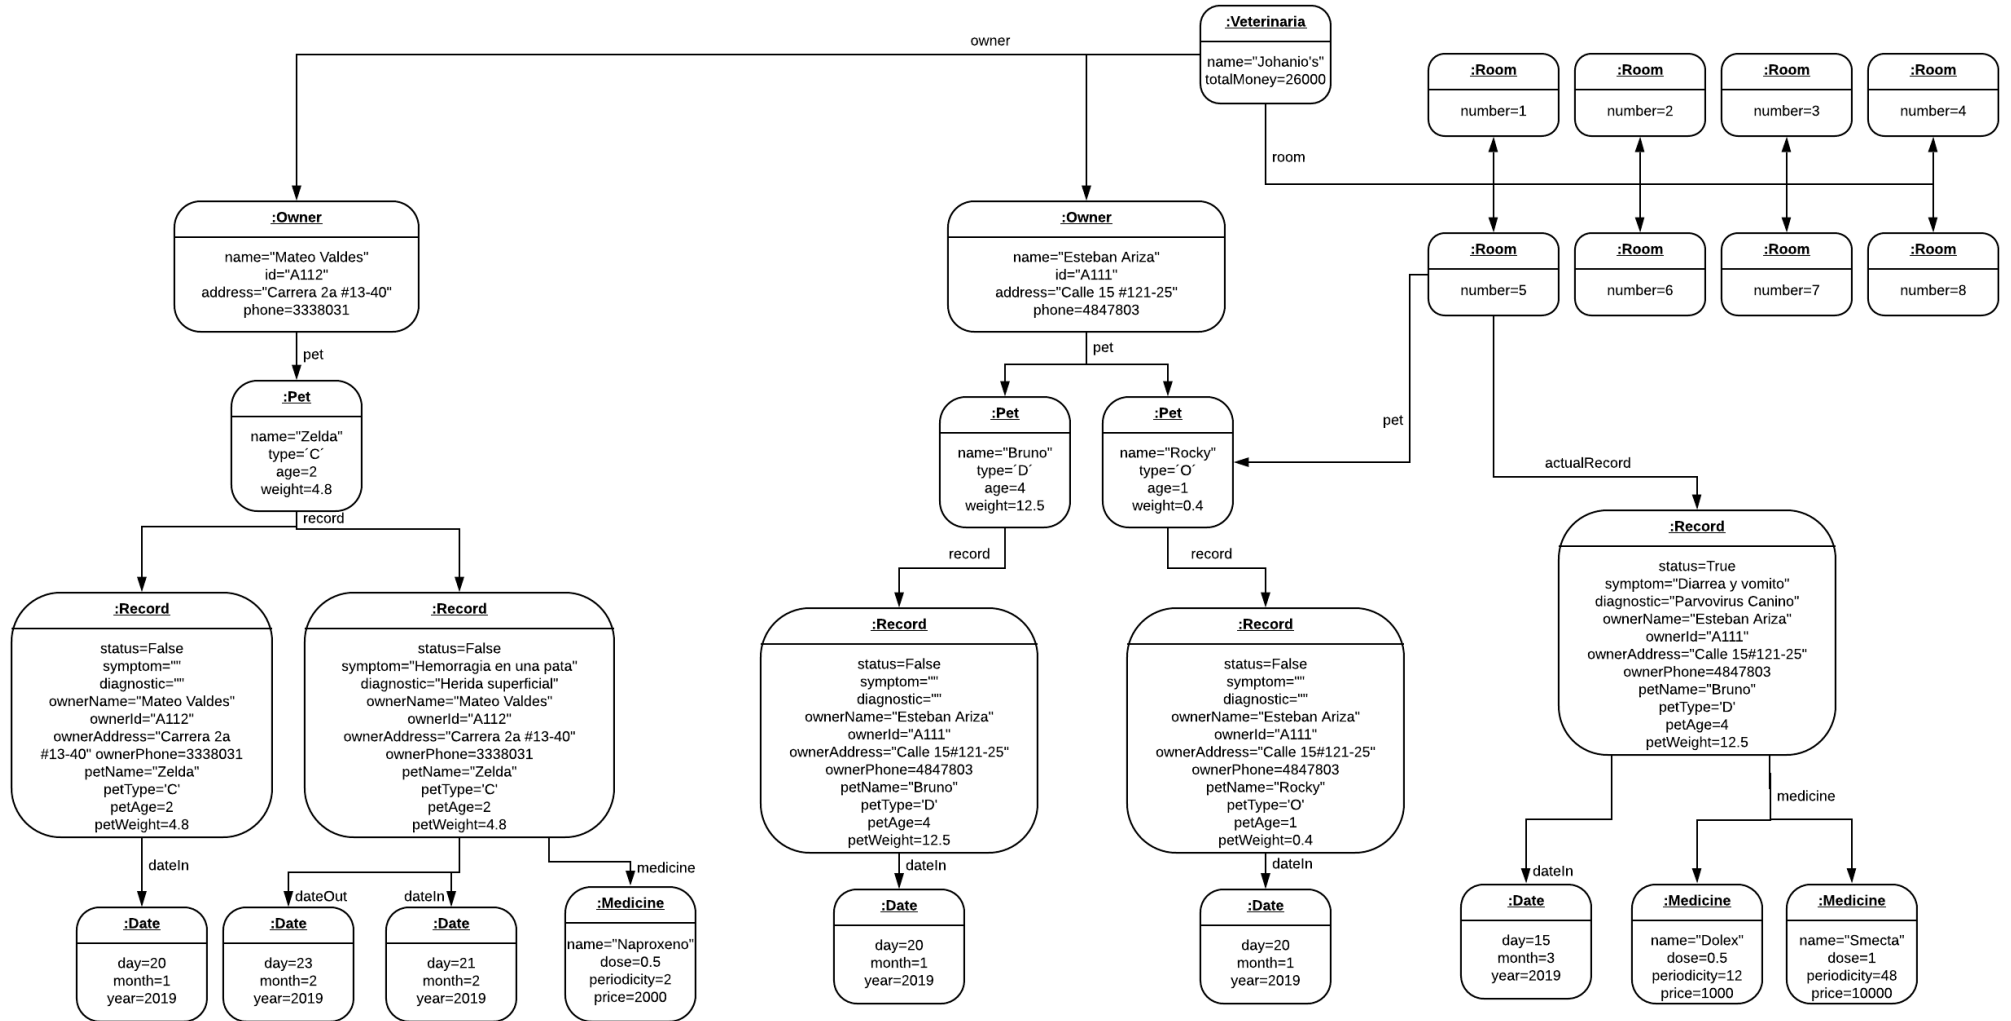 :Veterinaria
name="Johanio's"
totalMoney=26000
owner
room
:Room
number=1
:Room
number=2
:Room
number=3
:Room
number=4
:Room
number=5
:Room
number=6
:Room
number=7
:Room
number=8
:Owner
name="Mateo Valdes"
id="A112"
address="Carrera 2a #13-40"
phone=3338031
:Owner
name="Esteban Ariza"
id="A111"
address="Calle 15 #121-25"
phone=4847803
pet
pet
pet
:Pet
name="Zelda"
type=´C´
age=2
weight=4.8
:Pet
name="Bruno"
type=´D´
age=4
weight=12.5
:Pet
name="Rocky"
type=´O´
age=1
weight=0.4
record
record
record
actualRecord
:Record
status=False
symptom=""
diagnostic=""
ownerName="Mateo Valdes"
ownerId="A112"
ownerAddress="Carrera 2a
#13-40" ownerPhone=3338031
petName="Zelda"
petType='C'
petAge=2
petWeight=4.8
:Record
status=False
symptom="Hemorragia en una pata"
diagnostic="Herida superficial"
ownerName="Mateo Valdes"
ownerId="A112"
ownerAddress="Carrera 2a #13-40"
ownerPhone=3338031
petName="Zelda"
petType='C'
petAge=2
petWeight=4.8
:Record
status=False
symptom=""
diagnostic=""
ownerName="Esteban Ariza"
ownerId="A111"
ownerAddress="Calle 15#121-25"
ownerPhone=4847803
petName="Bruno"
petType='D'
petAge=4
petWeight=12.5
:Record
status=False
symptom=""
diagnostic=""
ownerName="Esteban Ariza"
ownerId="A111"
ownerAddress="Calle 15#121-25"
ownerPhone=4847803
petName="Rocky"
petType='O'
petAge=1
petWeight=0.4
:Record
status=True
symptom="Diarrea y vomito"
diagnostic="Parvovirus Canino"
ownerName="Esteban Ariza"
ownerId="A111"
ownerAddress="Calle 15#121-25"
ownerPhone=4847803
petName="Bruno"
petType='D'
petAge=4
petWeight=12.5
dateIn
dateOut
dateIn
medicine
dateIn
dateIn
dateIn
medicine
:Date
day=20
month=1
year=2019
:Date
day=23
month=2
year=2019
:Date
day=21
month=2
year=2019
:Medicine
name="Naproxeno"
dose=0.5
periodicity=2
price=2000
:Date
day=20
month=1
year=2019
:Date
day=20
month=1
year=2019
:Date
day=15
month=3
year=2019
:Medicine
name="Dolex"
dose=0.5
periodicity=12
price=1000
:Medicine
name="Smecta"
dose=1
periodicity=48
price=10000